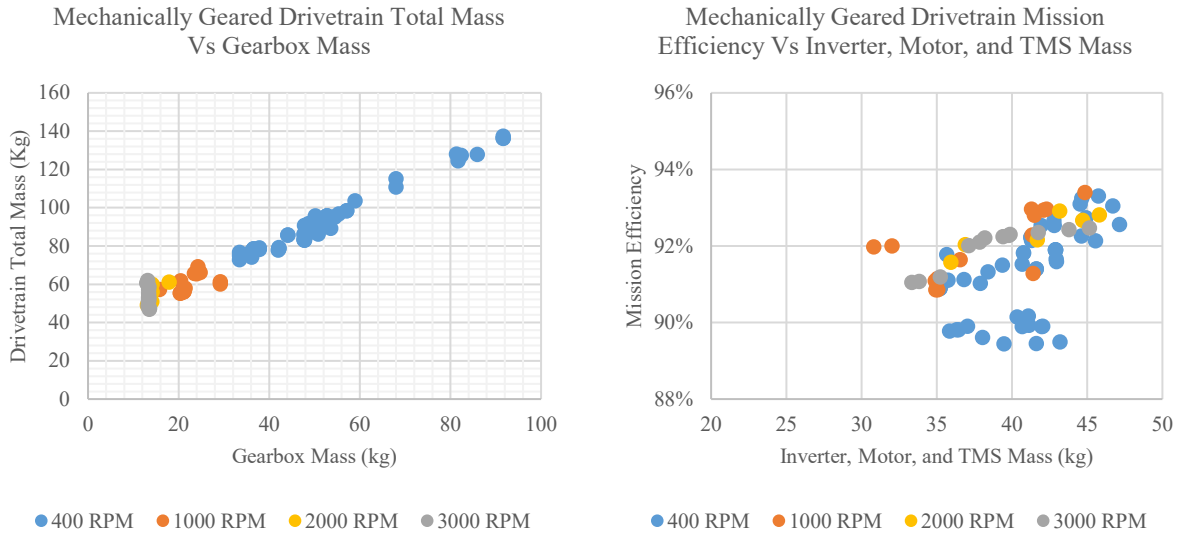 Mechanically Geared Drivetrain Total Mass
Vs Gearbox Mass
160
140
120
100
80
60
40
20
0
Drivetrain Total Mass (Kg)
0 20 40 60 80 100
Gearbox Mass (kg)
400 RPM 1000 RPM 2000 RPM 3000 RPM
Mechanically Geared Drivetrain Mission
Efficiency Vs Inverter, Motor, and TMS Mass
96%
94%
92%
90%
88%
Mission Efficiency
20 25 30 35 40 45 50
Inverter, Motor, and TMS Mass (kg)
400 RPM 1000 RPM 2000 RPM 3000 RPM